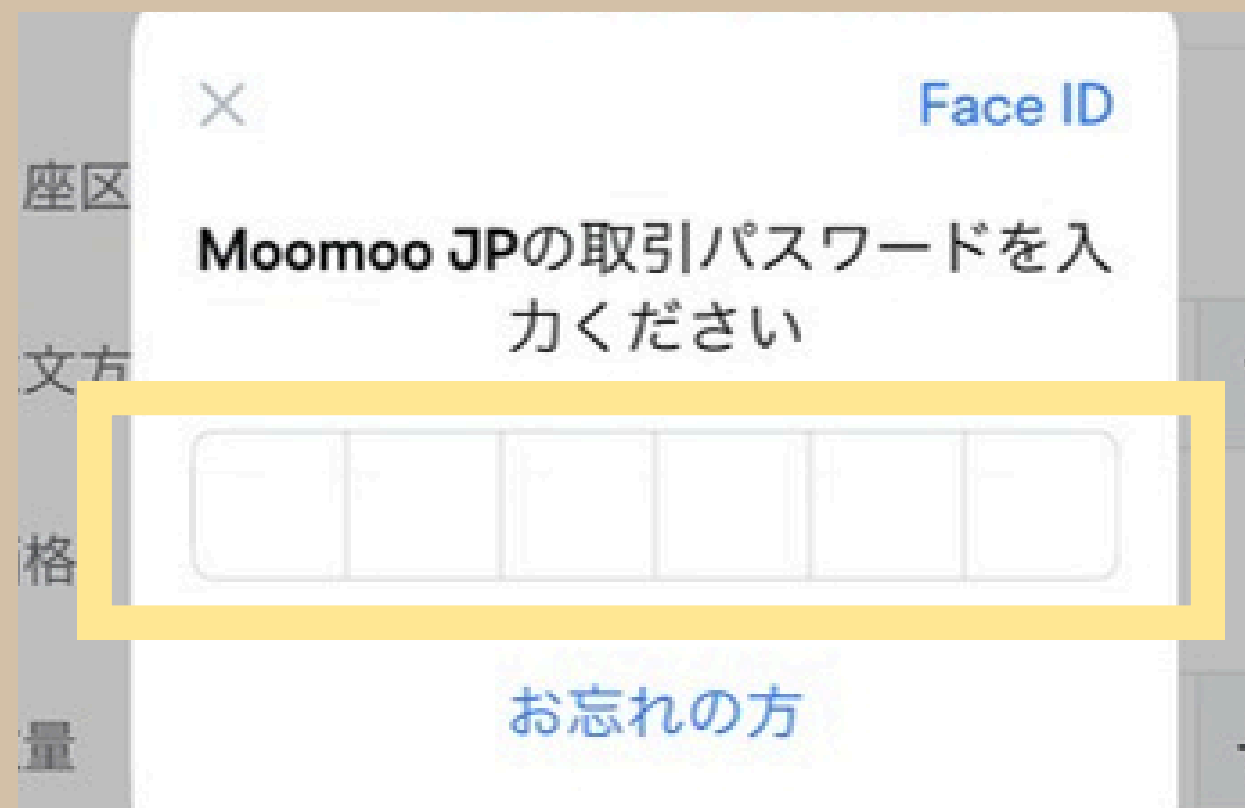 Face ID
座区
Moomoo JPの取引パスワードを入
力ください
文方
格
お忘れの方
量